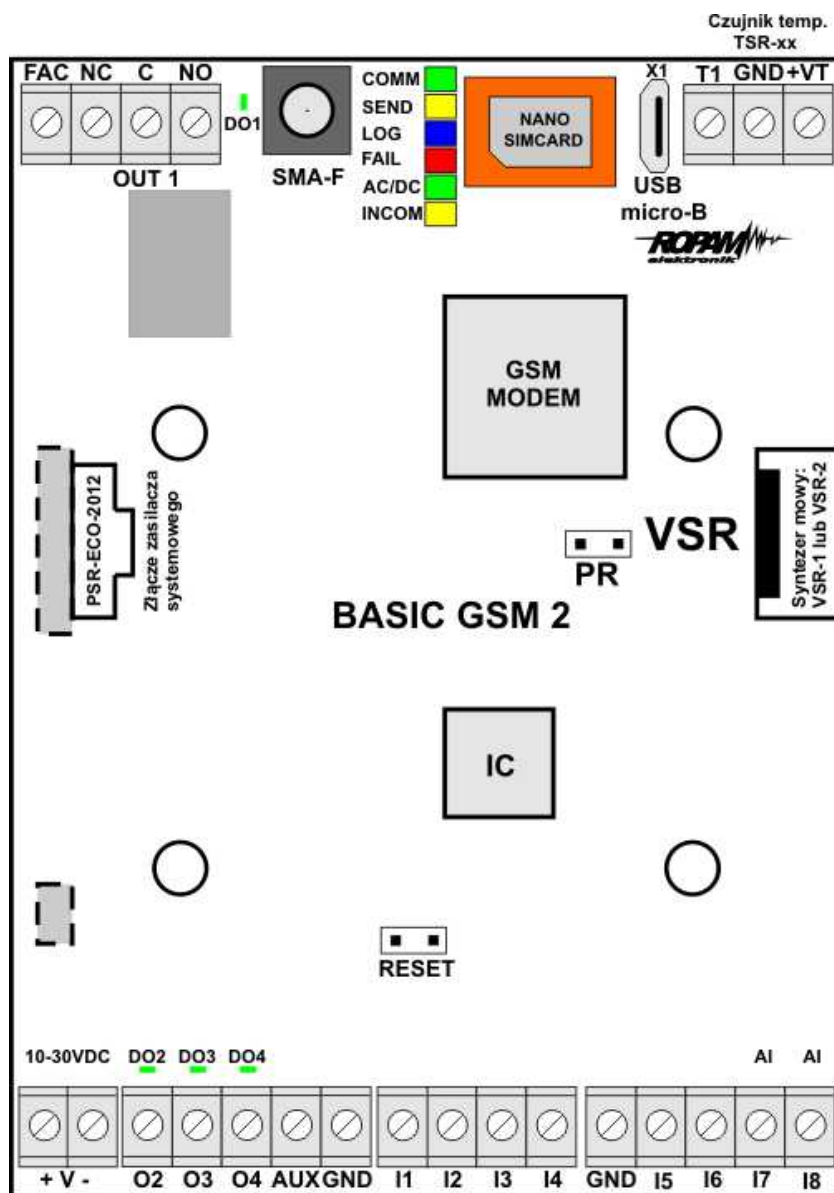 Czujnik temp.
TSR-xx
FAC NC C NO
DO1
OUT 1
SMA-F
COMM
SEND
LOG
FAIL
AC/DC
INCOM
NANO
SIMCARD
X1
USB
micro-B
T1 GND +VT
ROPAM
elektronik
GSM
MODEM
PSR-ECO-2012
Złącze zasilacza
systemowego
PR
VSR
Syntezer mowy:
VSR-1 lub VSR-2
BASIC GSM 2
IC
RESET
10-30VDC DO2 DO3 DO4 AI AI
+ V - O2 O3 O4 AUX GND I1 I2 I3 I4 GND I5 I6 I7 I8